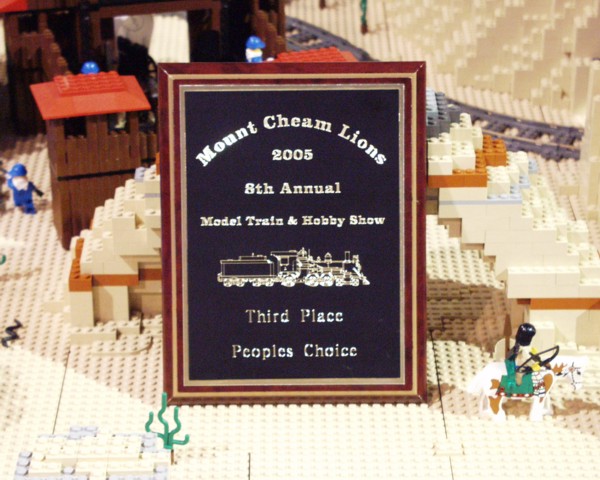 Mount Cheam Lions
2005
8th Annual
Model Train & Hobby Show
Third Place
Peoples Choice